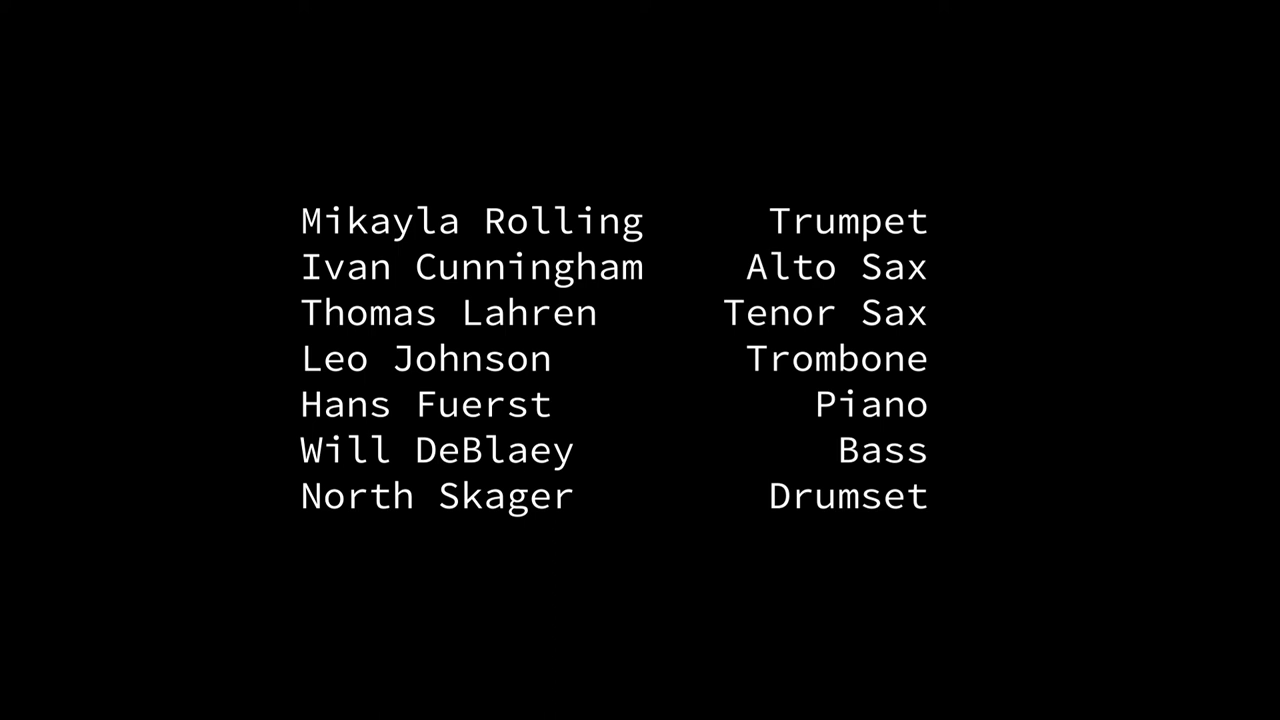 Mikayla Rolling Trumpet
Ivan Cunningham Alto Sax
Thomas Lahren Tenor Sax
Leo Johnson Trombone
Hans Fuerst Piano
Will DeBlaey Bass
North Skager Drumset